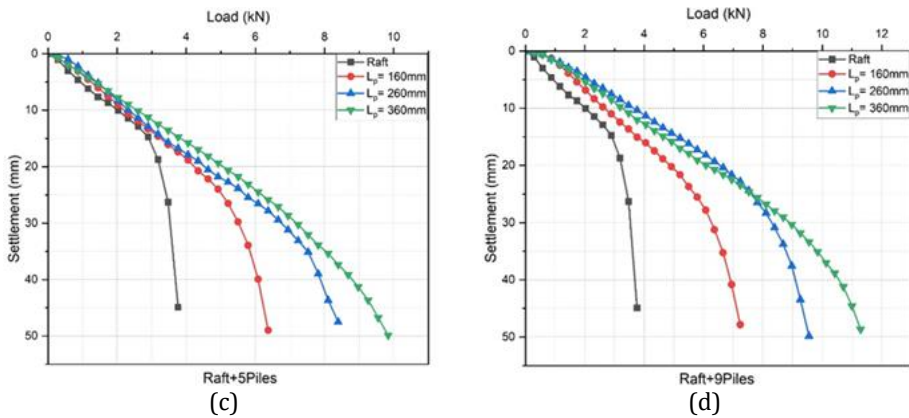 Load (kN)
0 2 4 6 8 10
Settlement (mm)
0
10
20
30
40
50
Raft
Lp= 160mm
Lp= 260mm
Lp= 360mm
Raft+5Piles
(c)
Load (kN)
0 2 4 6 8 10 12
Settlement (mm)
0
10
20
30
40
50
Raft
Lp= 160mm
Lp= 260mm
Lp= 360mm
Raft+9Piles
(d)